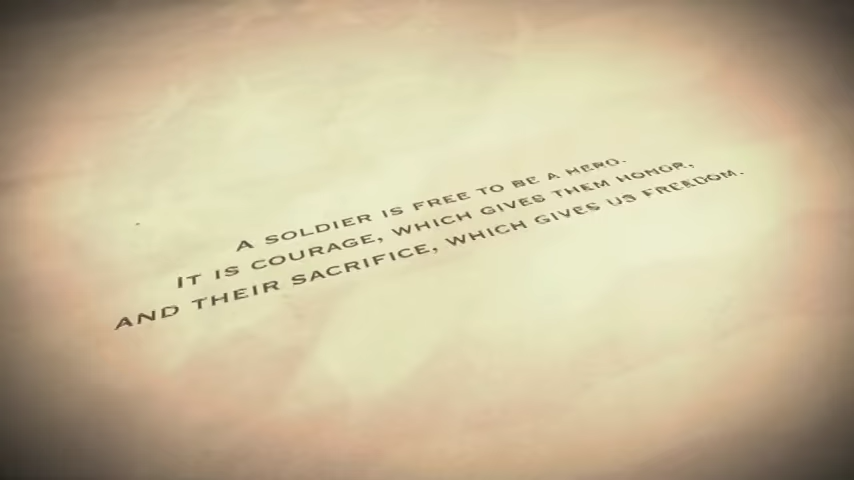 A SOLDIER IS FREE TO BE A HERO.
IT IS COURAGE, WHICH GIVES THEM HONOR,
AND THEIR SACRIFICE, WHICH GIVES US FREEDOM.